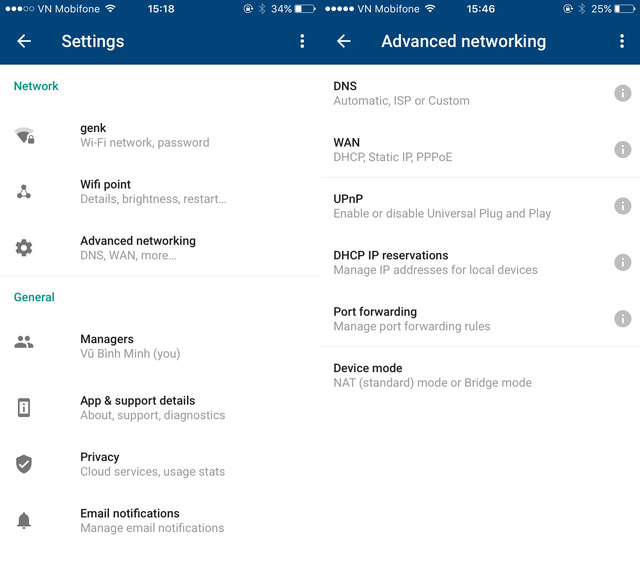 VN Mobifone 15:18 34%
Settings
Network
genk
Wi-Fi network, password
Wifi point
Details, brightness, restart...
Advanced networking
DNS, WAN, more...
General
Managers
Vũ Bình Minh (you)
App & support details
About, support, diagnostics
Privacy
Cloud services, usage stats
Email notifications
Manage email notifications
VN Mobifone 15:46 25%
Advanced networking
DNS
Automatic, ISP or Custom
WAN
DHCP, Static IP, PPPoE
UPnP
Enable or disable Universal Plug and Play
DHCP IP reservations
Manage IP addresses for local devices
Port forwarding
Manage port forwarding rules
Device mode
NAT (standard) mode or Bridge mode